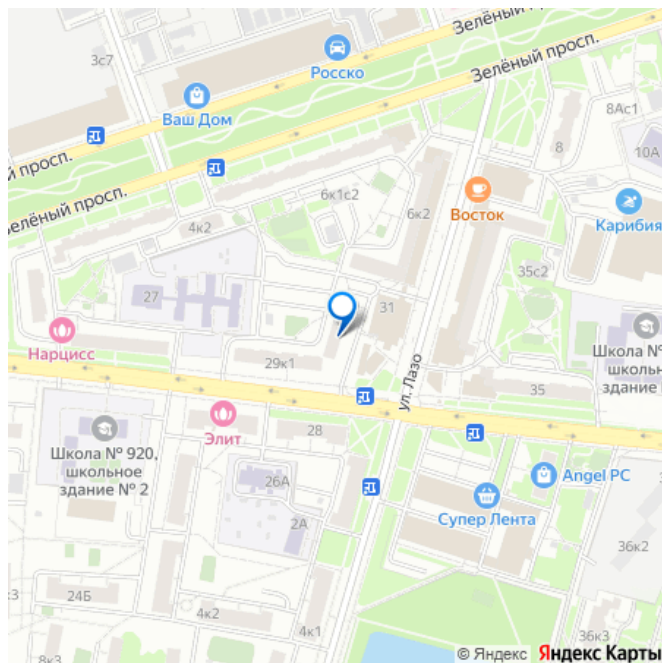 Зелёный
3с7
Росско
Зелёный просп.
Ваш Дом
8Ас1
8
10А
просп.
6к1с2
Зелёный просп.
4к2
6к2
Восток
Карибия
35с2
27
31
Нарцисс
29к1
ул. Лазо
35
Школа №
школьн
здание
Элит
28
Школа № 920,
школьное
здание № 2
26А
Angel PC
Супер Лента
2А
36к2
24Б
4к2
4к1
36к3
8к3
© Яндекс Яндекс Карты